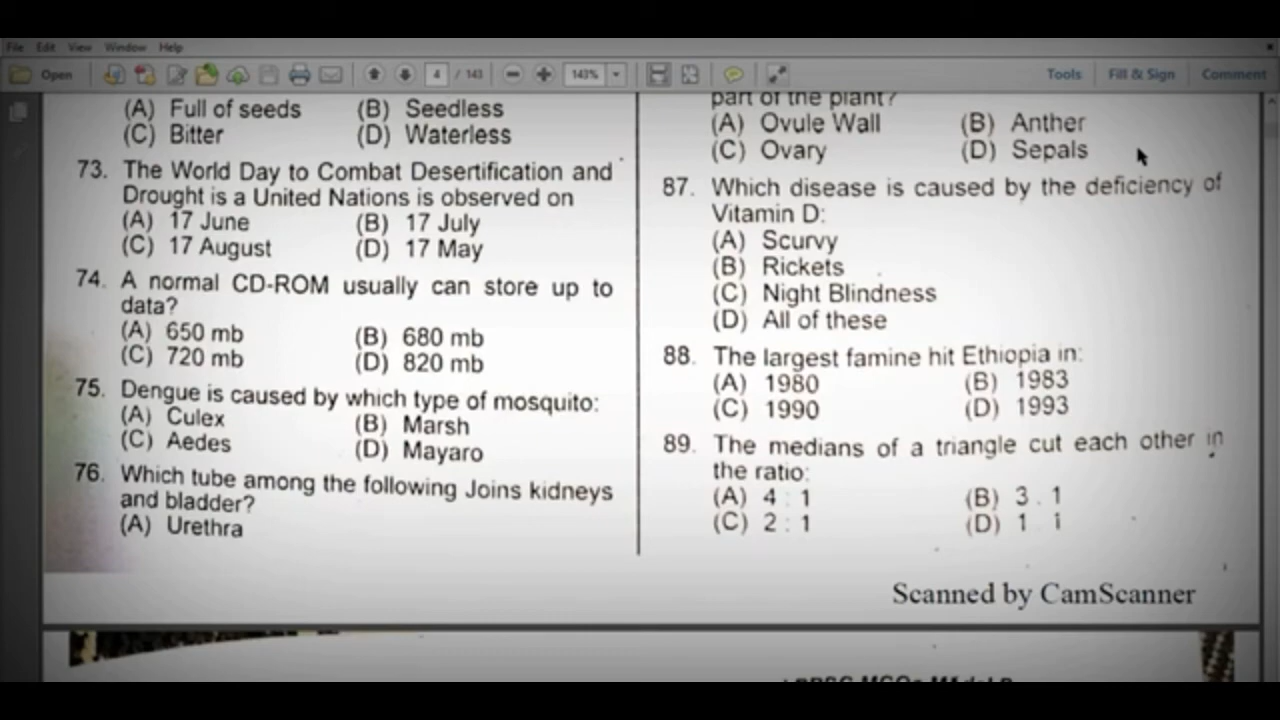 File Edit View Window Help
Open 4 / 143 143% Tools Fill & Sign Comment
(A) Full of seeds (B) Seedless
(C) Bitter (D) Waterless
73. The World Day to Combat Desertification and
Drought is a United Nations is observed on
(A) 17 June (B) 17 July
(C) 17 August (D) 17 May
74. A normal CD-ROM usually can store up to
data?
(A) 650 mb (B) 680 mb
(C) 720 mb (D) 820 mb
75. Dengue is caused by which type of mosquito:
(A) Culex (B) Marsh
(C) Aedes (D) Mayaro
76. Which tube among the following Joins kidneys
and bladder?
(A) Urethra
part of the plant?
(A) Ovule Wall (B) Anther
(C) Ovary (D) Sepals
87. Which disease is caused by the deficiency of
Vitamin D:
(A) Scurvy
(B) Rickets
(C) Night Blindness
(D) All of these
88. The largest famine hit Ethiopia in:
(A) 1980 (B) 1983
(C) 1990 (D) 1993
89. The medians of a triangle cut each other in
the ratio:
(A) 4 : 1 (B) 3 . 1
(C) 2 : 1 (D) 1 1
Scanned by CamScanner